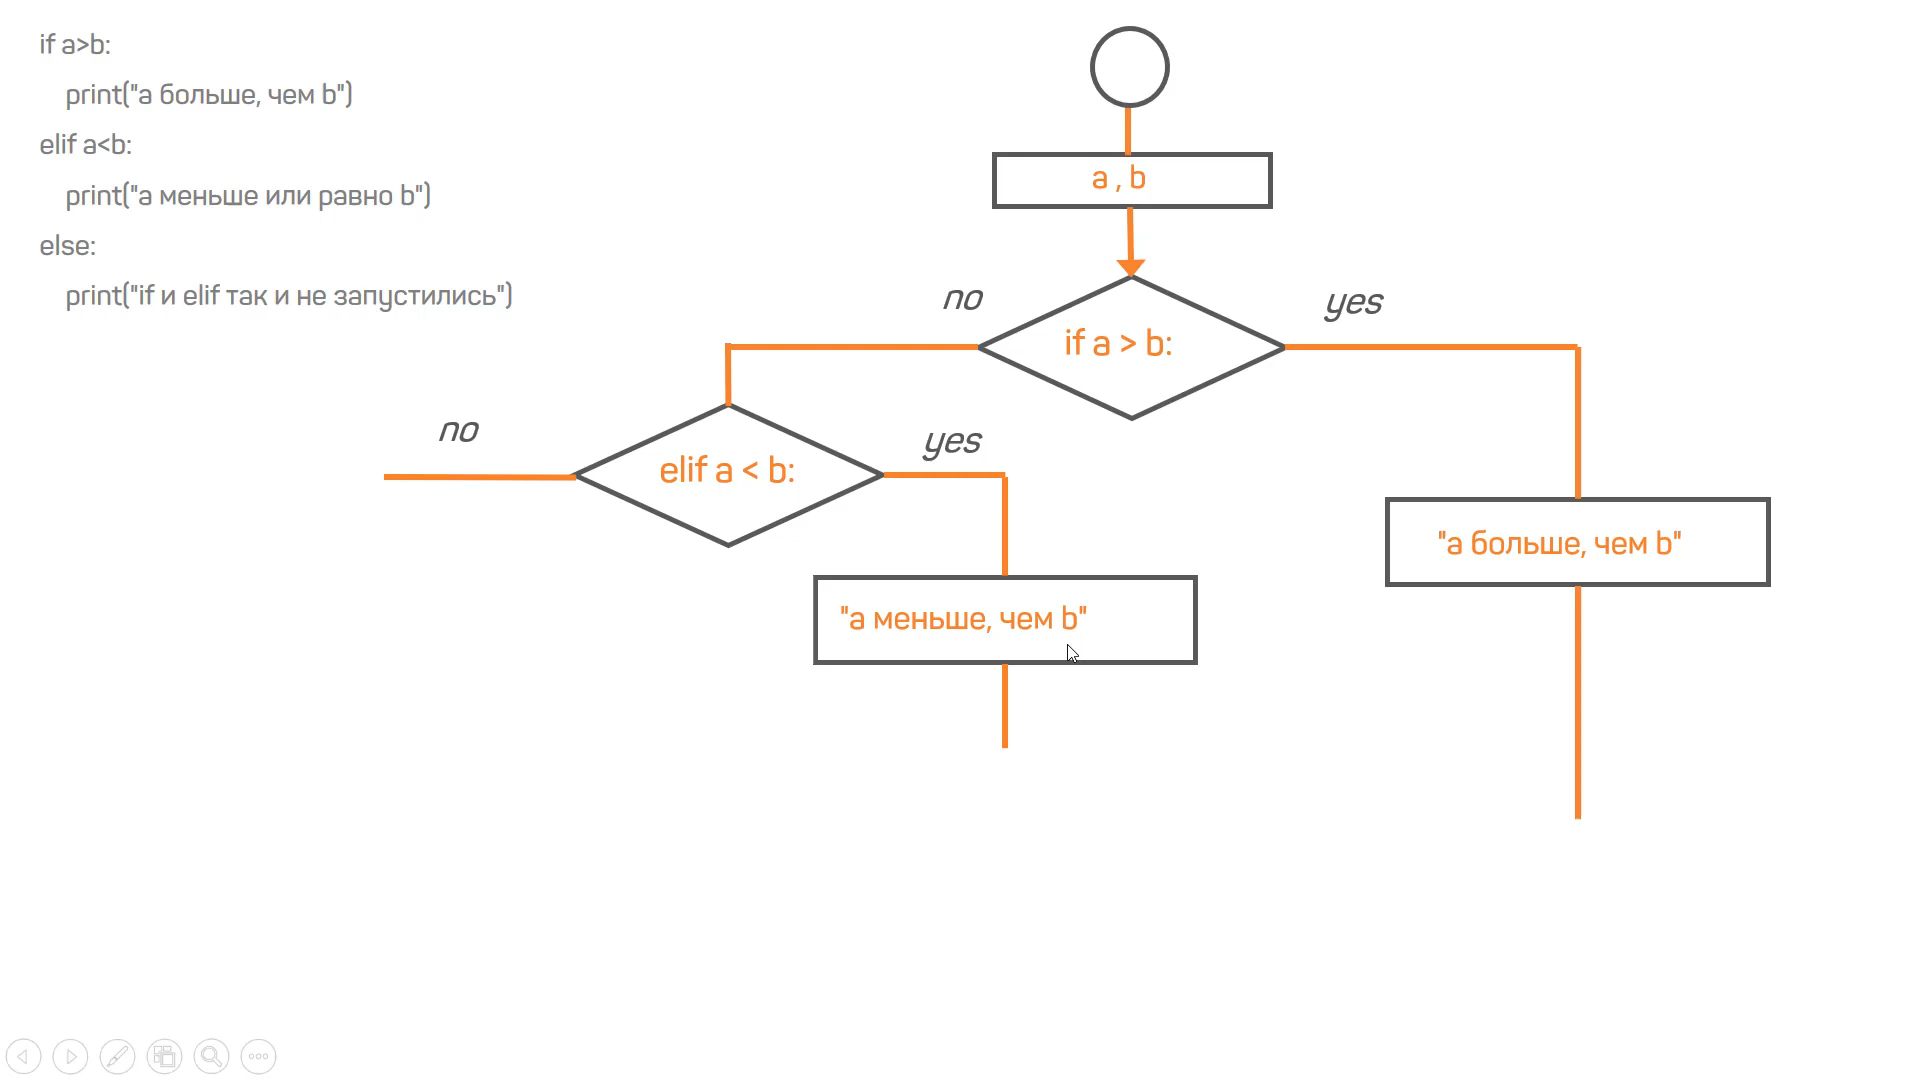 if a>b:
print("a больше, чем b")
elif a<b:
print("a меньше или равно b")
else:
print("if и elif так и не запустились")
a , b
no
yes
if a > b:
no
yes
elif a < b:
"a больше, чем b"
"a меньше, чем b"